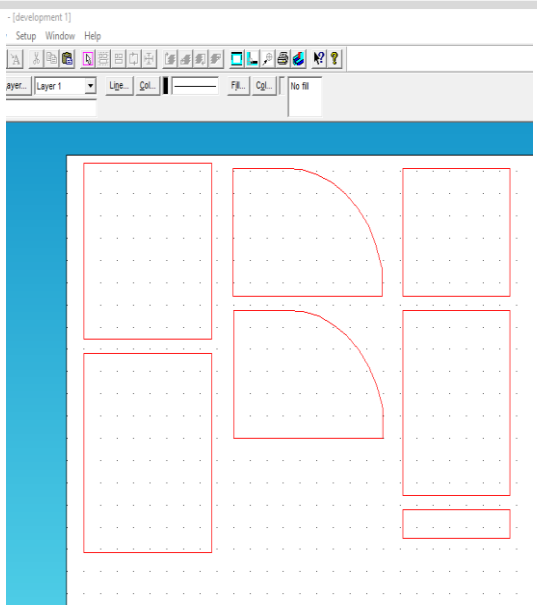 - [development 1]
Setup Window Help
ayer... Layer 1 Line... Col... Fill... Col... No fill